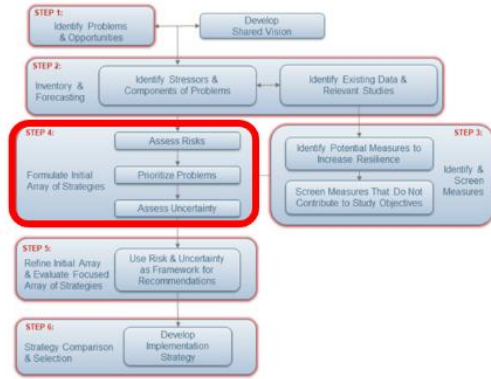 STEP 1:
Identify Problems
& Opportunities
Develop
Shared Vision
STEP 2:
Inventory &
Forecasting
Identify Stressors &
Components of Problems
Identify Existing Data &
Relevant Studies
STEP 4:
Formulate Initial
Array of Strategies
Assess Risks
Prioritize Problems
Assess Uncertainty
STEP 3:
Identify &
Screen
Measures
Identify Potential Measures to
Increase Resilience
Screen Measures That Do Not
Contribute to Study Objectives
STEP 5:
Refine Initial Array
& Evaluate Focused
Array of Strategies
Use Risk & Uncertainty
as Framework for
Recommendations
STEP 6:
Strategy Comparison
& Selection
Develop
Implementation
Strategy